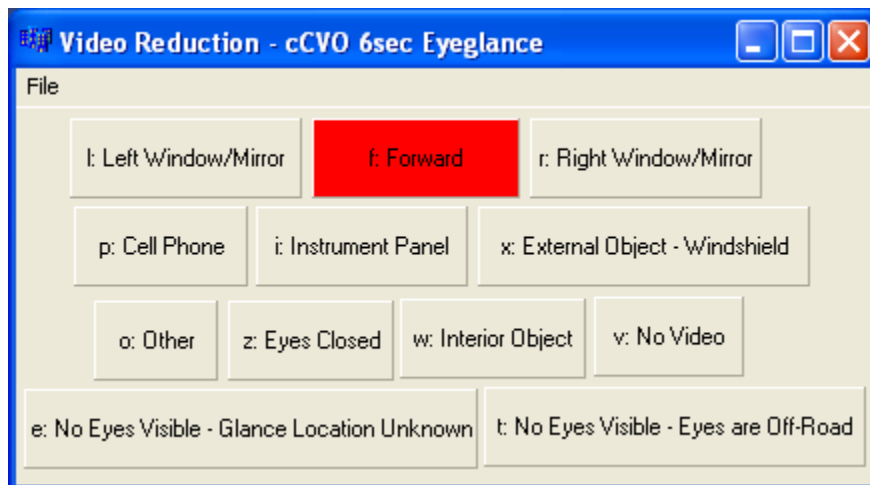 Video Reduction - cCVO 6sec Eyeglance
File
l: Left Window/Mirror f: Forward r: Right Window/Mirror
p: Cell Phone i: Instrument Panel x: External Object - Windshield
o: Other z: Eyes Closed w: Interior Object v: No Video
e: No Eyes Visible - Glance Location Unknown t: No Eyes Visible - Eyes are Off-Road